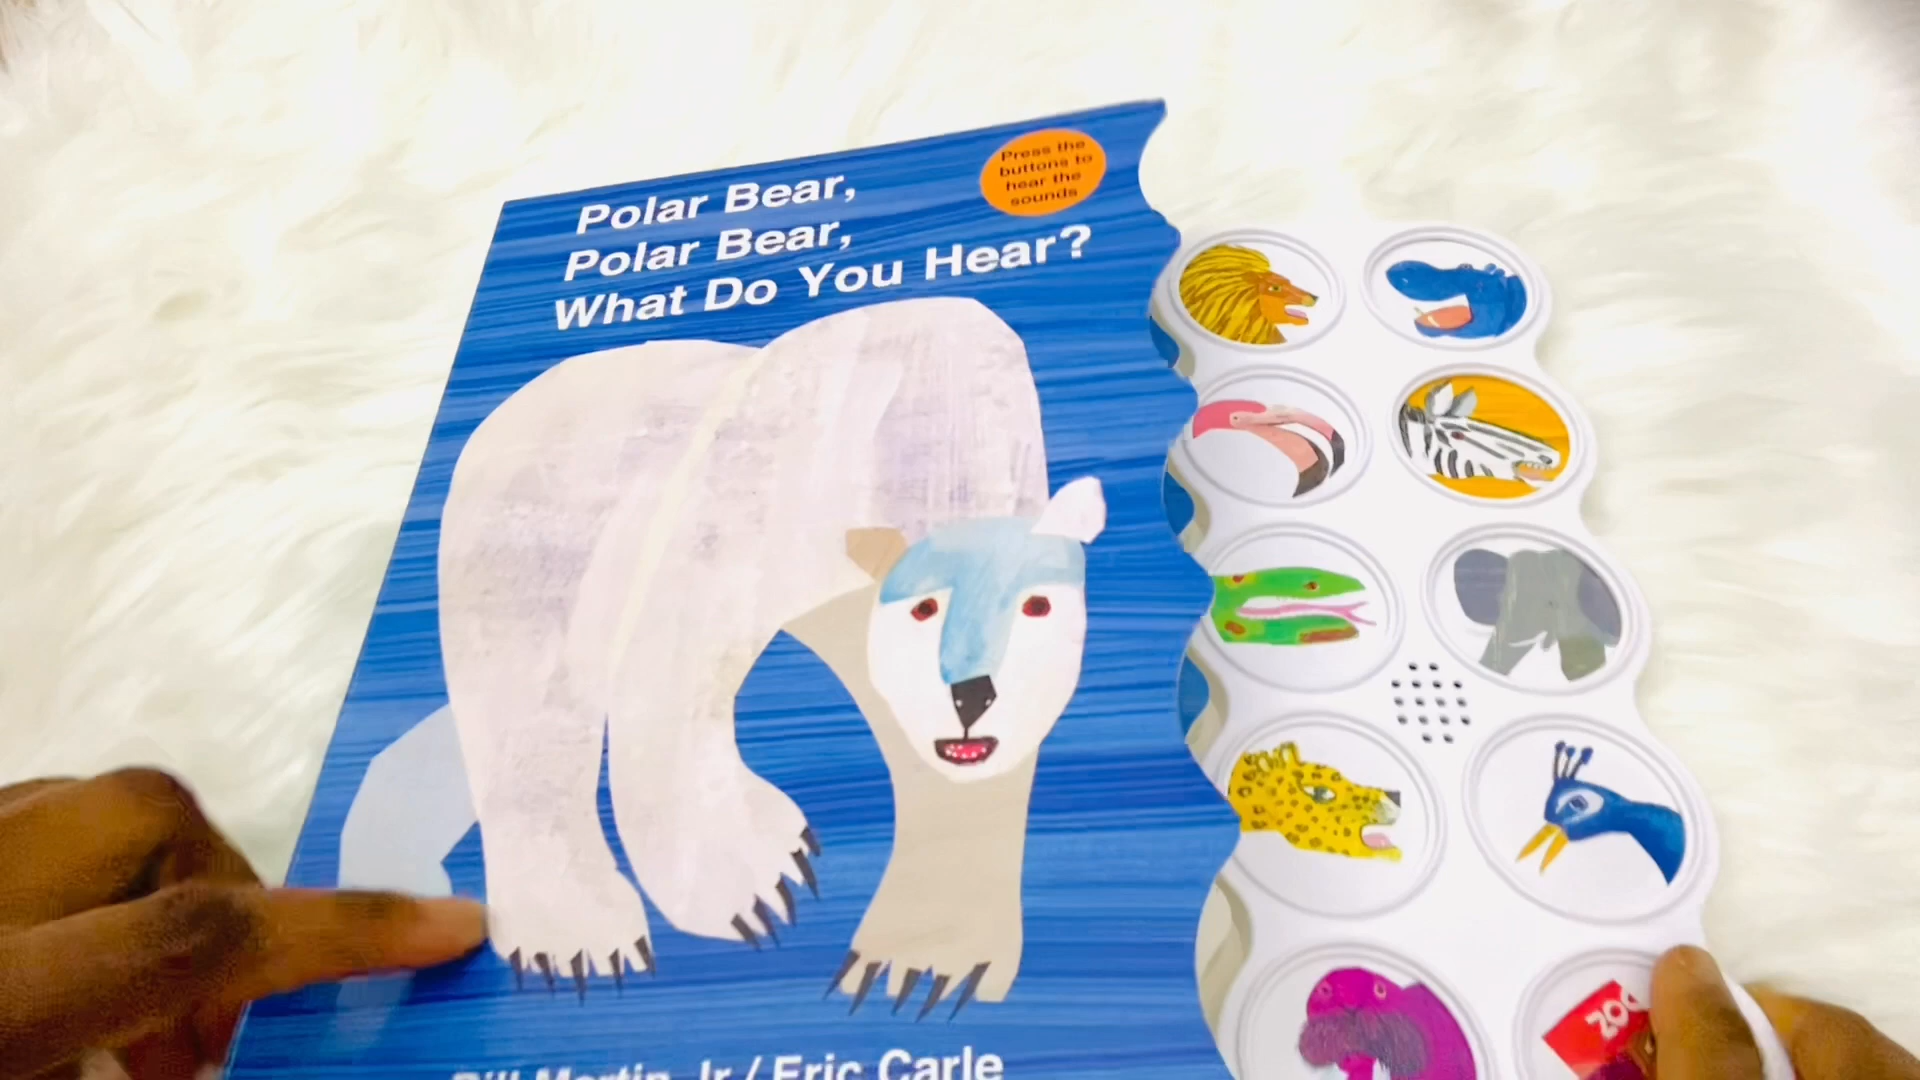 Press the
buttons to
hear the
sounds
Polar Bear,
Polar Bear,
What Do You Hear?
Bill Martin Jr / Eric Carle
ZOO